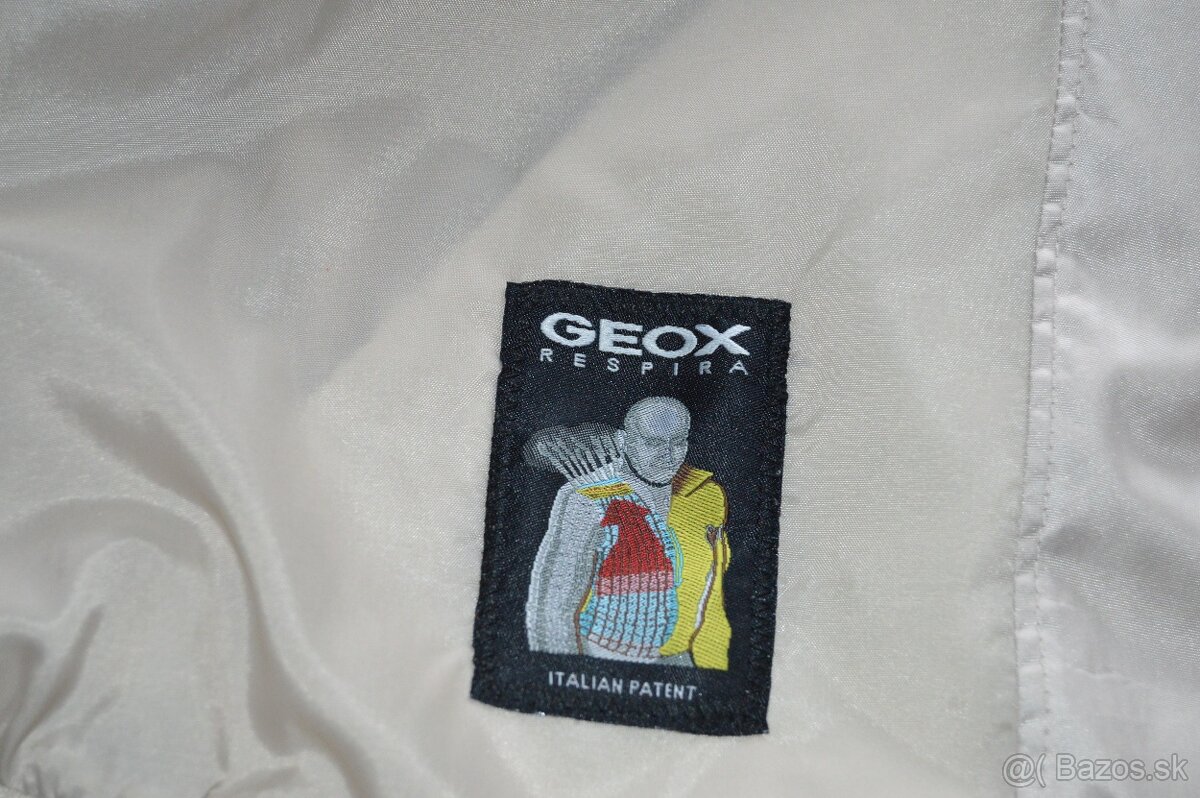 GEOX
RESPIRA
ITALIAN PATENT
@( Bazos.sk